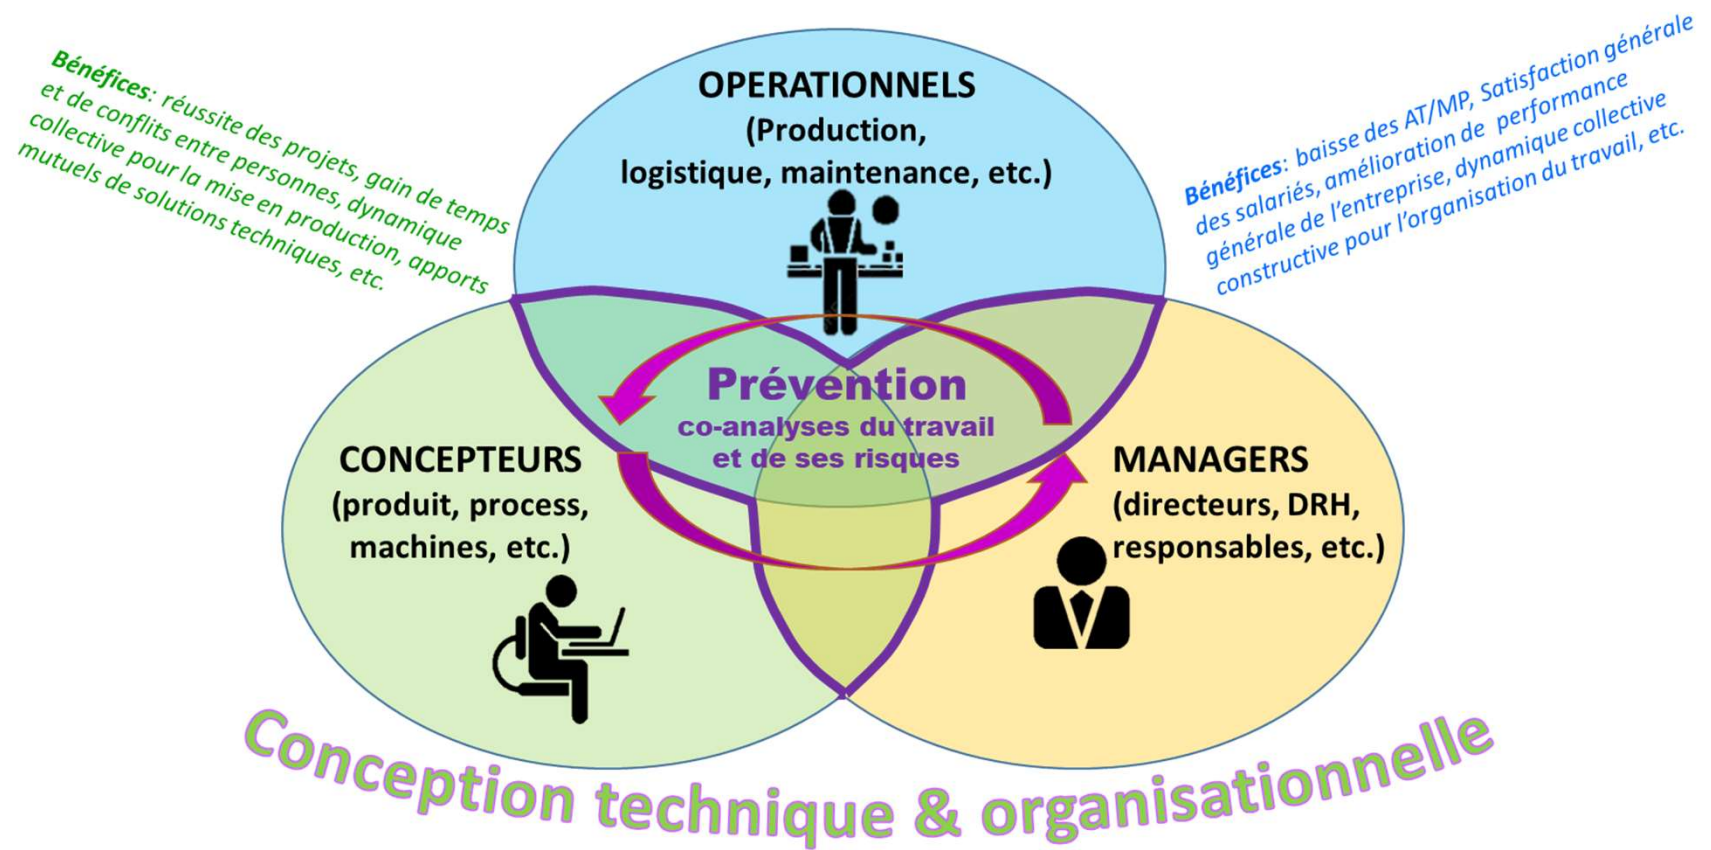 Bénéfices: réussite des projets, gain de temps
et de conflits entre personnes, dynamique
collective pour la mise en production, apports
mutuels de solutions techniques, etc.
OPERATIONNELS
(Production,
logistique, maintenance, etc.)
Bénéfices: baisse des AT/MP, Satisfaction générale
des salariés, amélioration de performance
générale de l'entreprise, dynamique collective
constructive pour l'organisation du travail, etc.
Prévention
co-analyses du travail
et de ses risques
CONCEPTEURS
(produit, process,
machines, etc.)
MANAGERS
(directeurs, DRH,
responsables, etc.)
Conception technique & organisationnelle